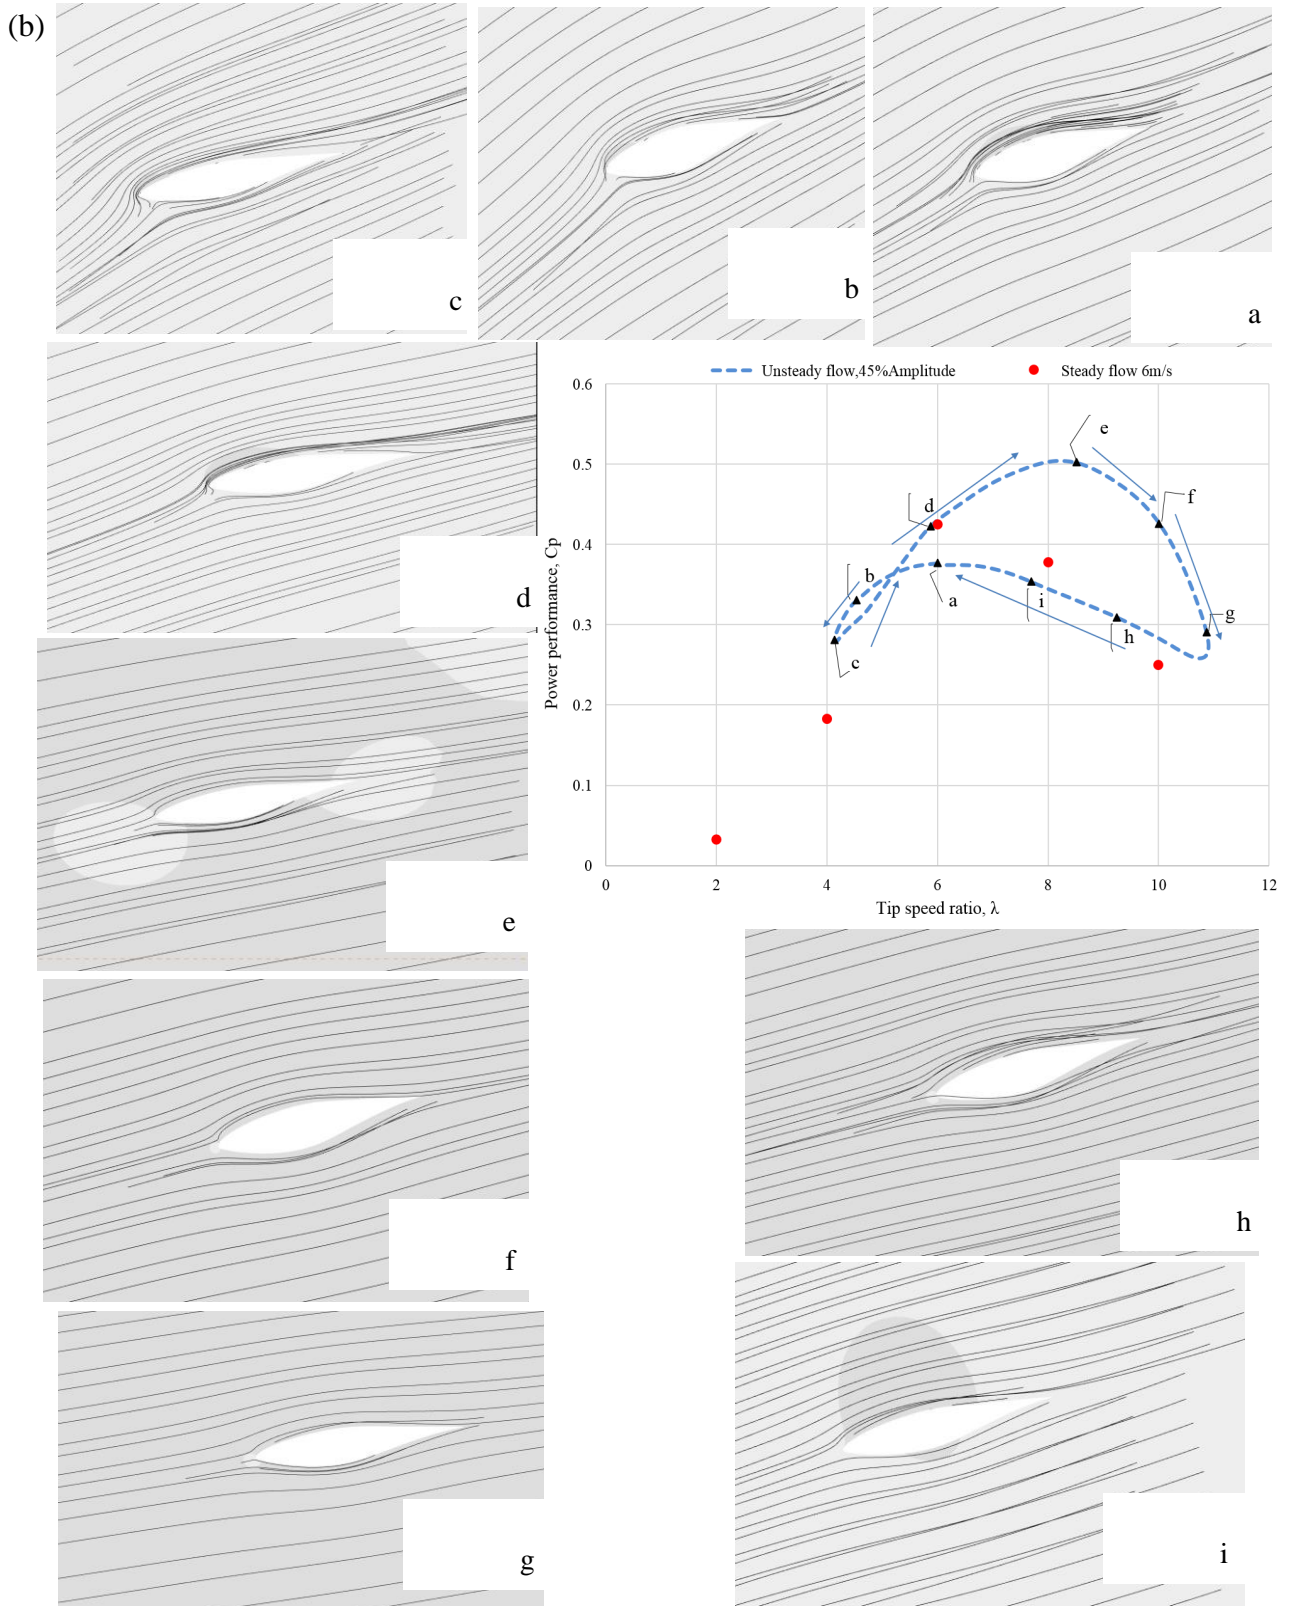 (b)
c
b
a
d
Unsteady flow,45%Amplitude
Steady flow 6m/s
0.6
0.5
0.4
0.3
0.2
0.1
0
Power performance, Cp
e
d
f
b
a
i
g
h
c
0 2 4 6 8 10 12
Tip speed ratio, λ
e
f
h
g
i